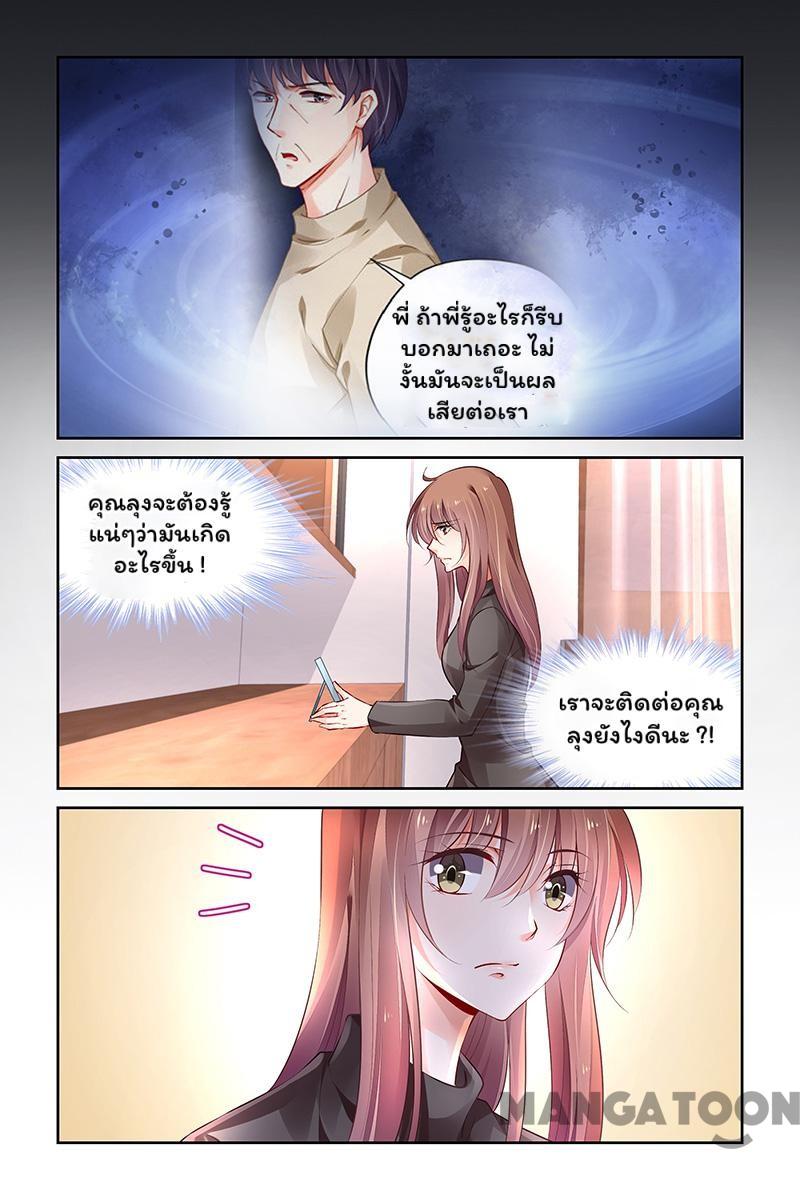 พี่ ถ้าพี่รู้อะไรก็รีบ
บอกมาเถอะ ไม่
งั้นมันจะเป็นผล
เสียต่อเรา
คุณลุงจะต้องรู้
แน่ๆว่ามันเกิด
อะไรขึ้น !
เราจะติดต่อคุณ
ลุงยังไงดีนะ ?!
MANGATOON